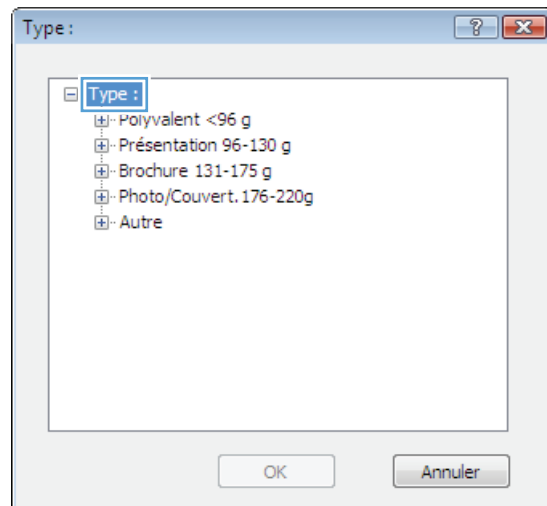 Type :
Type :
Polyvalent <96 g
Présentation 96-130 g
Brochure 131-175 g
Photo/Couvert. 176-220g
Autre
OK Annuler